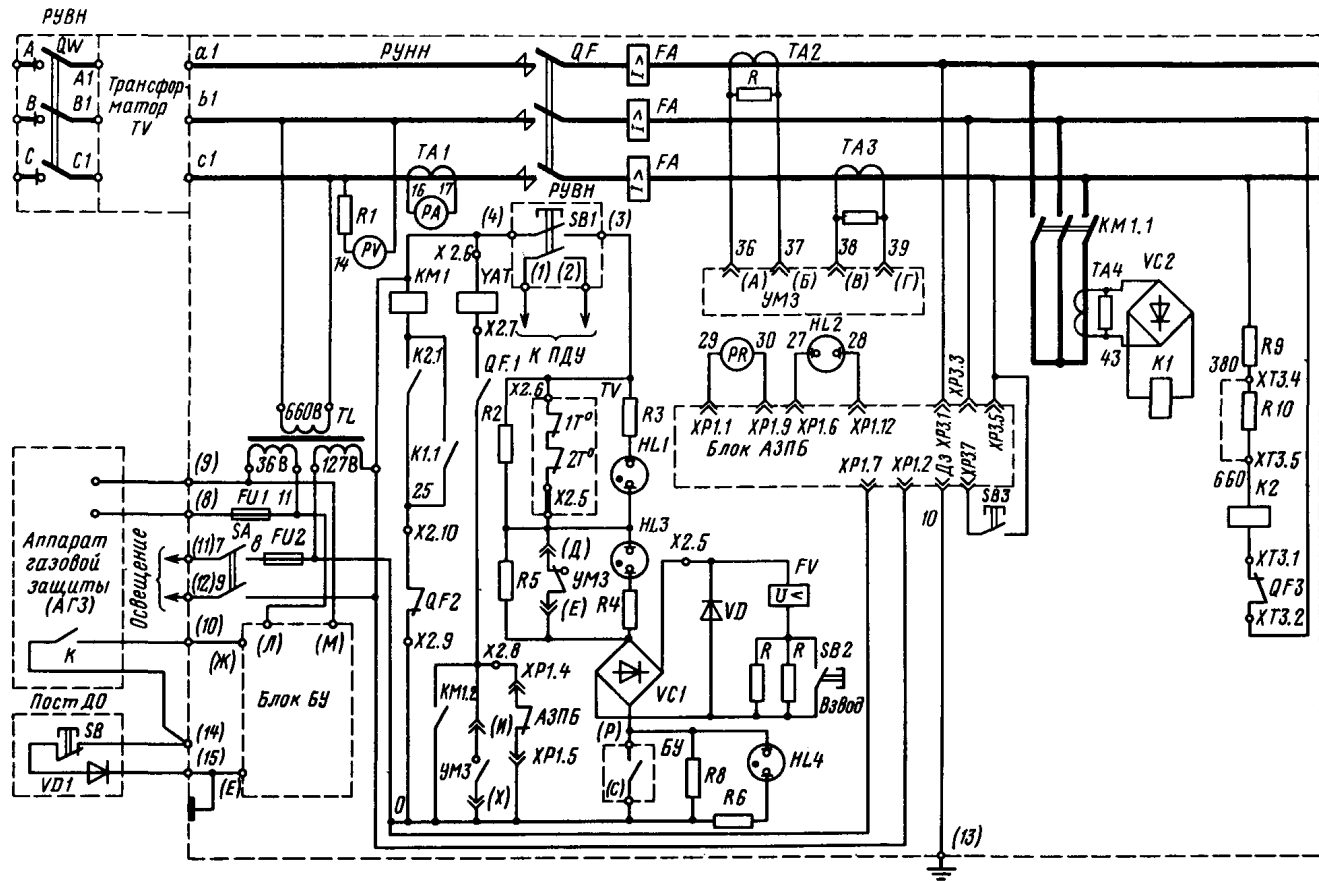 РУВН
A
QW
A1
B
B1
C
C1
Трансфор-
матор
TV
a1
b1
c1
РУНН
QF
I >
FA
I >
FA
I >
FA
TA2
R
TA1
16
17
PA
R1
PV
14
РУВН
(4)
SB1
(3)
(1)
(2)
К ПДУ
TA3
36
37
38
39
(А)
(Б)
(В)
(Г)
УМЗ
KM1.1
TA4
VC2
43
K1
KM1
X2.6
YAT
X2.7
K2.1
QF.1
K1.1
25
X2.10
QF2
X2.9
HL2
29
30
27
28
PR
XP1.1
XP1.9
XP1.6
XP1.12
Блок АЗПБ
XP1.7
XP1.2
XP3.1
XP3.3
XP3.5
ДЭ
XP37
SB3
10
R9
380
XT3.4
R10
XT3.5
660
K2
XT3.1
QF3
XT3.2
X2.6
TV
R2
1T°
2T°
X2.5
R3
HL1
HL3
(Д)
УМЗ
(Е)
R5
R4
X2.5
FV
U <
VD
R
R
SB2
Взвод
VC1
660В
TL
36В
127В
(9)
(8)
FU1
11
SA
(11)
7
8
FU2
(12)
9
Освещение
Аппарат
газовой
защиты
(АГЗ)
K
(10)
(Ж)
(Л)
(М)
Блок БУ
Пост ДО
SB
VD1
(14)
(15)
(Е)
X2.8
XP1.4
KM1.2
(И)
АЗПБ
УМЗ
XP1.5
(Х)
0
(Р)
БУ
(С)
R8
HL4
R6
(13)